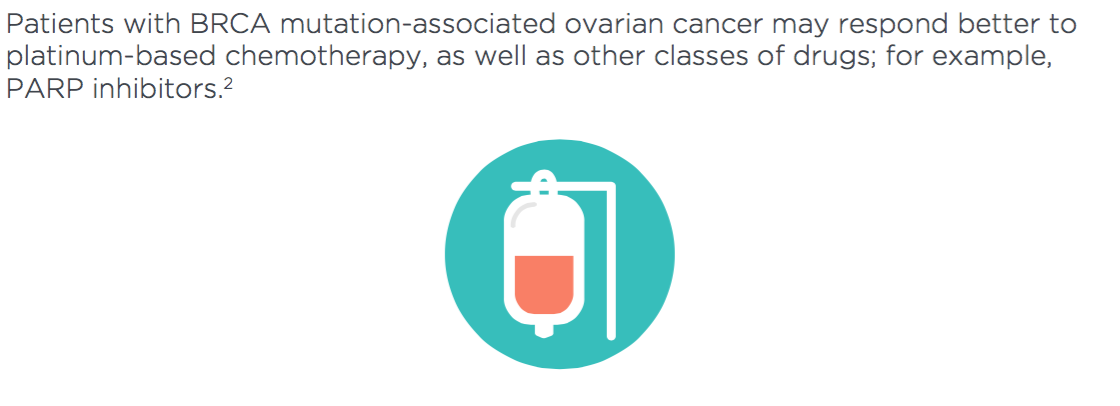 Patients with BRCA mutation-associated ovarian cancer may respond better to
platinum-based chemotherapy, as well as other classes of drugs; for example,
PARP inhibitors.²